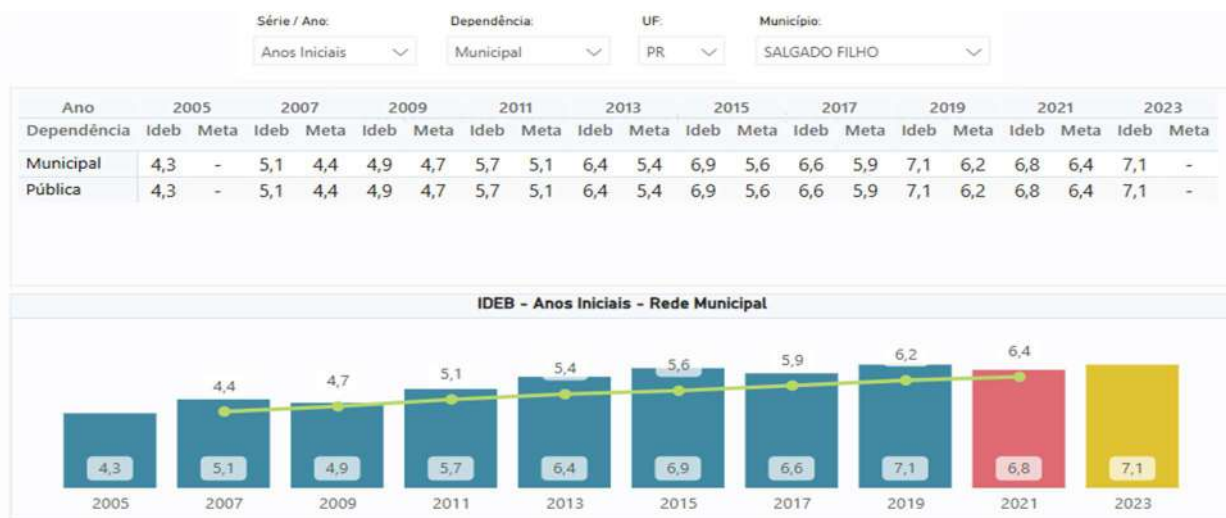 Série / Ano: Dependência: UF: Município:
Anos Iniciais Municipal PR SALGADO FILHO
Ano 2005 2007 2009 2011 2013 2015 2017 2019 2021 2023
Dependência Ideb Meta Ideb Meta Ideb Meta Ideb Meta Ideb Meta Ideb Meta Ideb Meta Ideb Meta Ideb Meta Ideb Meta
Municipal 4,3 - 5,1 4,4 4,9 4,7 5,7 5,1 6,4 5,4 6,9 5,6 6,6 5,9 7,1 6,2 6,8 6,4 7,1 -
Pública 4,3 - 5,1 4,4 4,9 4,7 5,7 5,1 6,4 5,4 6,9 5,6 6,6 5,9 7,1 6,2 6,8 6,4 7,1 -
IDEB - Anos Iniciais - Rede Municipal
4,4 4,7 5,1 5,4 5,6 5,9 6,2 6,4
4,3 5,1 4,9 5,7 6,4 6,9 6,6 7,1 6,8 7,1
2005 2007 2009 2011 2013 2015 2017 2019 2021 2023